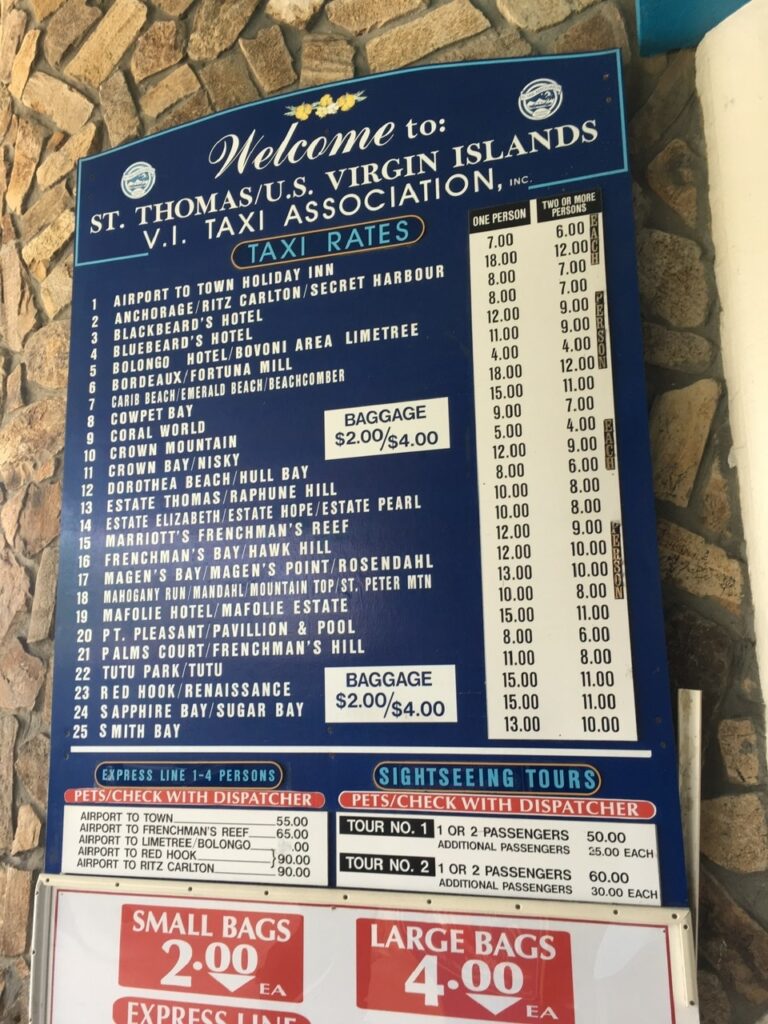 Welcome to:
ST. THOMAS/U.S. VIRGIN ISLANDS
V.I. TAXI ASSOCIATION, INC.
TAXI RATES
ONE PERSON TWO OR MORE PERSONS
1 AIRPORT TO TOWN HOLIDAY INN 7.00 6.00
2 ANCHORAGE/RITZ CARLTON/SECRET HARBOUR 18.00 12.00
3 BLACKBEARD'S HOTEL 8.00 7.00
4 BLUEBEARD'S HOTEL 8.00 7.00
5 BOLONGO HOTEL/BOVONI AREA LIMETREE 12.00 9.00
6 BORDEAUX/FORTUNA MILL 11.00 9.00
7 CARIB BEACH/EMERALD BEACH/BEACHCOMBER 4.00 4.00
8 COWPET BAY 18.00 12.00
9 CORAL WORLD 15.00 11.00
10 CROWN MOUNTAIN 9.00 7.00
11 CROWN BAY/NISKY 5.00 4.00
12 DOROTHEA BEACH/HULL BAY 12.00 9.00
13 ESTATE THOMAS/RAPHUNE HILL 8.00 6.00
14 ESTATE ELIZABETH/ESTATE HOPE/ESTATE PEARL 10.00 8.00
15 MARRIOTT'S FRENCHMAN'S REEF 10.00 8.00
16 FRENCHMAN'S BAY/HAWK HILL 12.00 9.00
17 MAGEN'S BAY/MAGEN'S POINT/ROSENDAHL 12.00 10.00
18 MAHOGANY RUN/MANDAHL/MOUNTAIN TOP/ST. PETER MTN 13.00 10.00
19 MAFOLIE HOTEL/MAFOLIE ESTATE 10.00 8.00
20 PT. PLEASANT/PAVILLION & POOL 15.00 11.00
21 PALMS COURT/FRENCHMAN'S HILL 8.00 6.00
22 TUTU PARK/TUTU 11.00 8.00
23 RED HOOK/RENAISSANCE 15.00 11.00
24 SAPPHIRE BAY/SUGAR BAY 15.00 11.00
25 SMITH BAY 13.00 10.00
EACH
PERSON
EACH
PERSON
BAGGAGE
$2.00/$4.00
BAGGAGE
$2.00/$4.00
EXPRESS LINE 1-4 PERSONS
PETS/CHECK WITH DISPATCHER
AIRPORT TO TOWN 55.00
AIRPORT TO FRENCHMAN'S REEF 65.00
AIRPORT TO LIMETREE/BOLONGO .00
AIRPORT TO RED HOOK }90.00
AIRPORT TO RITZ CARLTON 90.00
SIGHTSEEING TOURS
PETS/CHECK WITH DISPATCHER
TOUR NO. 1 1 OR 2 PASSENGERS 50.00
ADDITIONAL PASSENGERS 25.00 EACH
TOUR NO. 2 1 OR 2 PASSENGERS 60.00
ADDITIONAL PASSENGERS 30.00 EACH
SMALL BAGS
2.00 EA
LARGE BAGS
4.00 EA
EXPRESS LINE